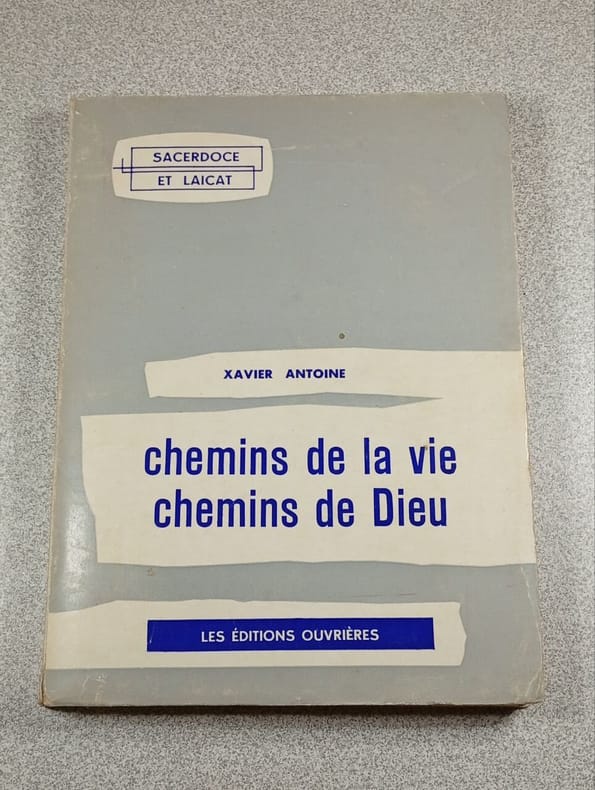 SACERDOCE
ET LAICAT
XAVIER ANTOINE
chemins de la vie
chemins de Dieu
LES ÉDITIONS OUVRIÈRES